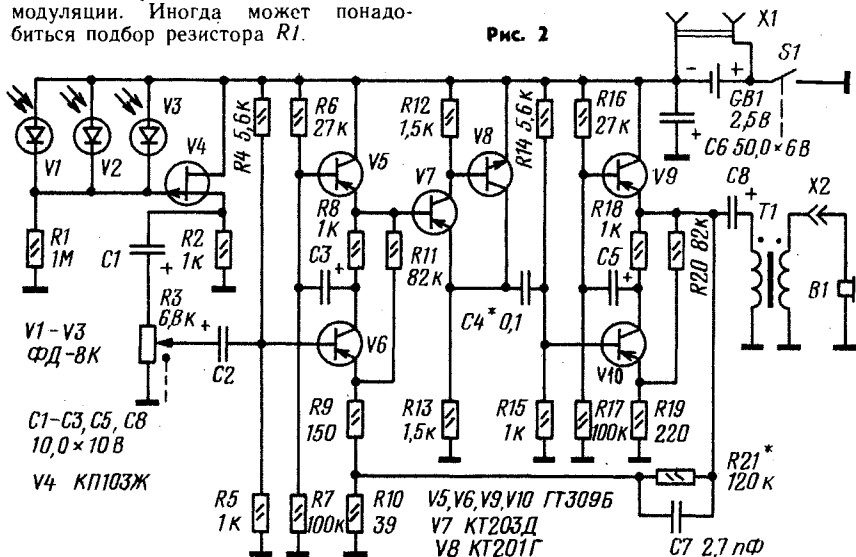 модуляции. Иногда может понадо-
биться подбор резистора R1.
Рис. 2
X1
S1
V3
V4
V1
V2
R4 5,6к
R6
27к
V5
R12
1,5к
V8
R14 5,6к
R16
27к
V9
GB1
2,5В
C6 50,0×6В
C8
T1
X2
V7
R8
1к
R18
1к
R20 82к
R1
1М
C1
R2
1к
C3
R11
82к
C5
B1
R3
6,8к
C4* 0,1
V6
V10
C2
V1–V3
ФД-8К
R9
150
R13
1,5к
R15
1к
R17
100к
R19
220
C1–C3, C5, C8
10,0×10В
R21*
120к
V4 КП103Ж
R5
1к
R7
100к
R10
39
V5, V6, V9, V10 ГТ309Б
V7 КТ203Д
V8 КТ201Г
C7 2,7пФ